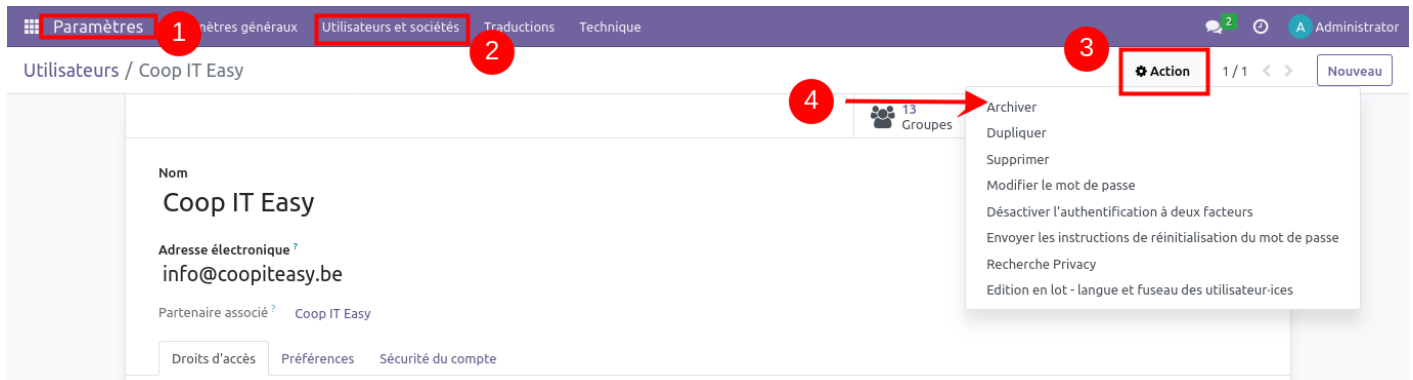 Paramètres 1 mètres généraux Utilisateurs et sociétés Traductions Technique 2 A Administrator
2 3
Utilisateurs / Coop IT Easy Action 1 / 1 Nouveau
4 13 Groupes
Archiver
Dupliquer
Supprimer
Modifier le mot de passe
Désactiver l'authentification à deux facteurs
Envoyer les instructions de réinitialisation du mot de passe
Recherche Privacy
Edition en lot - langue et fuseau des utilisateur·ices
Nom
Coop IT Easy
Adresse électronique ?
info@coopiteasy.be
Partenaire associé ? Coop IT Easy
Droits d'accès Préférences Sécurité du compte